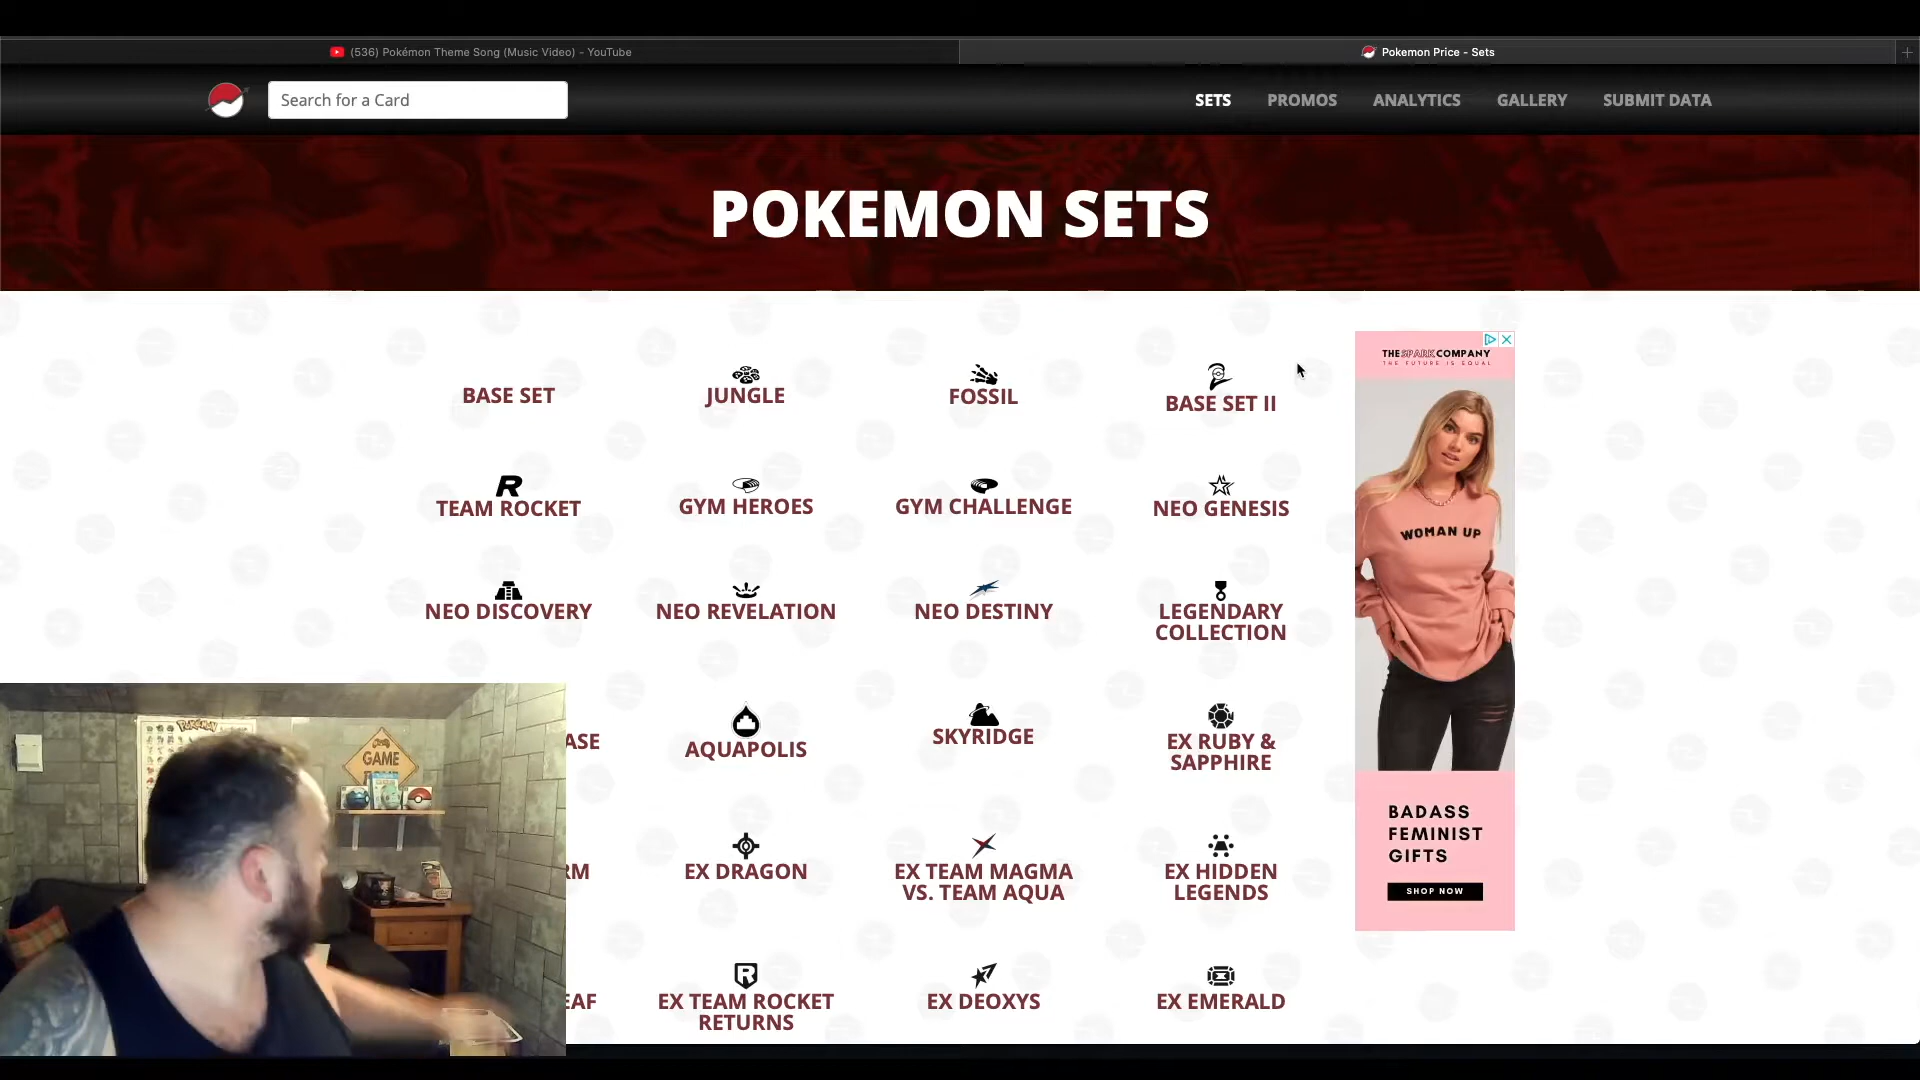 (536) Pokémon Theme Song (Music Video) - YouTube
Pokemon Price - Sets
Search for a Card
SETS
PROMOS
ANALYTICS
GALLERY
SUBMIT DATA
POKEMON SETS
BASE SET
JUNGLE
FOSSIL
BASE SET II
R
TEAM ROCKET
GYM HEROES
GYM CHALLENGE
NEO GENESIS
NEO DISCOVERY
NEO REVELATION
NEO DESTINY
LEGENDARY
COLLECTION
ASE
AQUAPOLIS
SKYRIDGE
EX RUBY &
SAPPHIRE
RM
EX DRAGON
EX TEAM MAGMA
VS. TEAM AQUA
EX HIDDEN
LEGENDS
EAF
R
EX TEAM ROCKET
RETURNS
EX DEOXYS
EX EMERALD
THE SPARK COMPANY
THE FUTURE IS EQUAL
WOMAN UP
BADASS
FEMINIST
GIFTS
SHOP NOW
POKÉMON
GAME